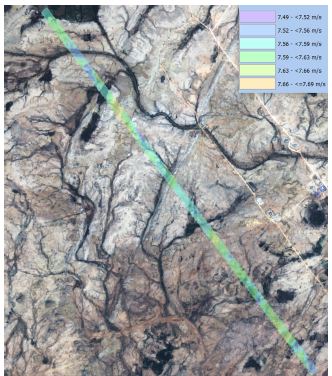 7.49 - <7.52 m/s
7.52 - <7.56 m/s
7.56 - <7.59 m/s
7.59 - <7.63 m/s
7.63 - <7.66 m/s
7.66 - <=7.69 m/s